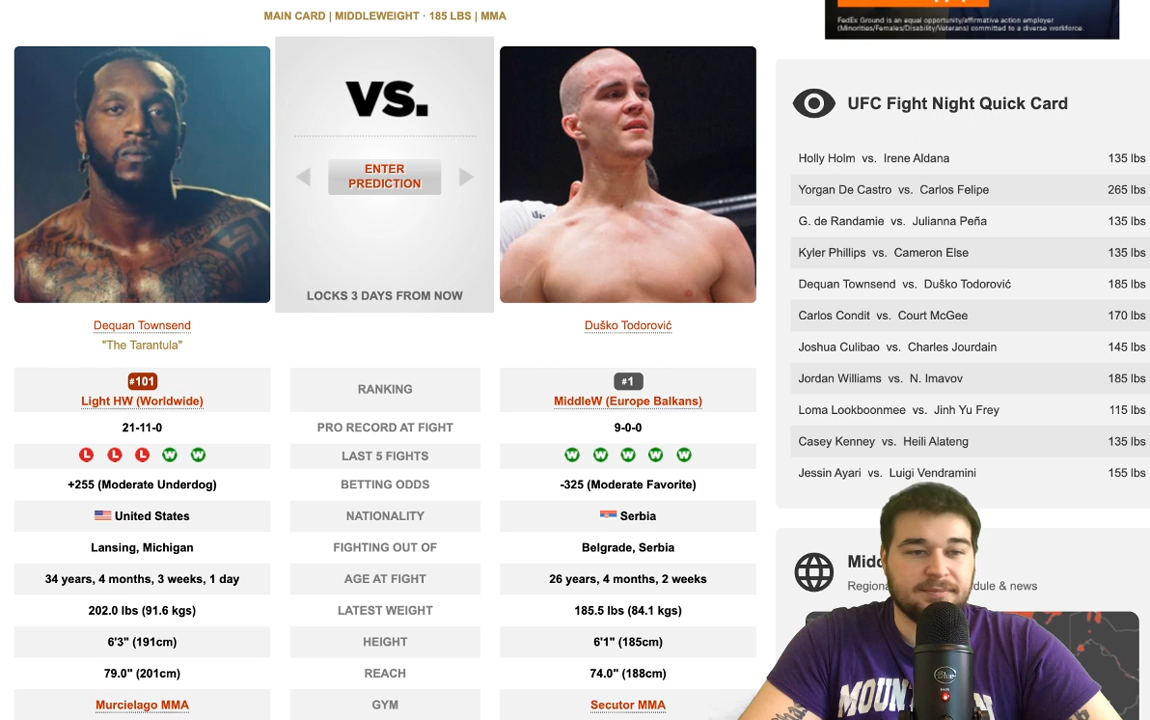 MAIN CARD | MIDDLEWEIGHT · 185 LBS | MMA
VS.
ENTER
PREDICTION
LOCKS 3 DAYS FROM NOW
Dequan Townsend
"The Tarantula"
Duško Todorović
#101
Light HW (Worldwide)
RANKING
#1
MiddleW (Europe Balkans)
21-11-0
PRO RECORD AT FIGHT
9-0-0
L L L W W
LAST 5 FIGHTS
W W W W W
+255 (Moderate Underdog)
BETTING ODDS
-325 (Moderate Favorite)
United States
NATIONALITY
Serbia
Lansing, Michigan
FIGHTING OUT OF
Belgrade, Serbia
34 years, 4 months, 3 weeks, 1 day
AGE AT FIGHT
26 years, 4 months, 2 weeks
202.0 lbs (91.6 kgs)
LATEST WEIGHT
185.5 lbs (84.1 kgs)
6'3" (191cm)
HEIGHT
6'1" (185cm)
79.0" (201cm)
REACH
74.0" (188cm)
Murcielago MMA
GYM
Secutor MMA
FedEx Ground is an equal opportunity/affirmative action employer
(Minorities/Females/Disability/Veterans) committed to a diverse workforce.
UFC Fight Night Quick Card
Holly Holm vs. Irene Aldana 135 lbs
Yorgan De Castro vs. Carlos Felipe 265 lbs
G. de Randamie vs. Julianna Peña 135 lbs
Kyler Phillips vs. Cameron Else 135 lbs
Dequan Townsend vs. Duško Todorović 185 lbs
Carlos Condit vs. Court McGee 170 lbs
Joshua Culibao vs. Charles Jourdain 145 lbs
Jordan Williams vs. N. Imavov 185 lbs
Loma Lookboonmee vs. Jinh Yu Frey 115 lbs
Casey Kenney vs. Heili Alateng 135 lbs
Jessin Ayari vs. Luigi Vendramini 155 lbs
Midd
Regiona dule & news
Blue
MOUN